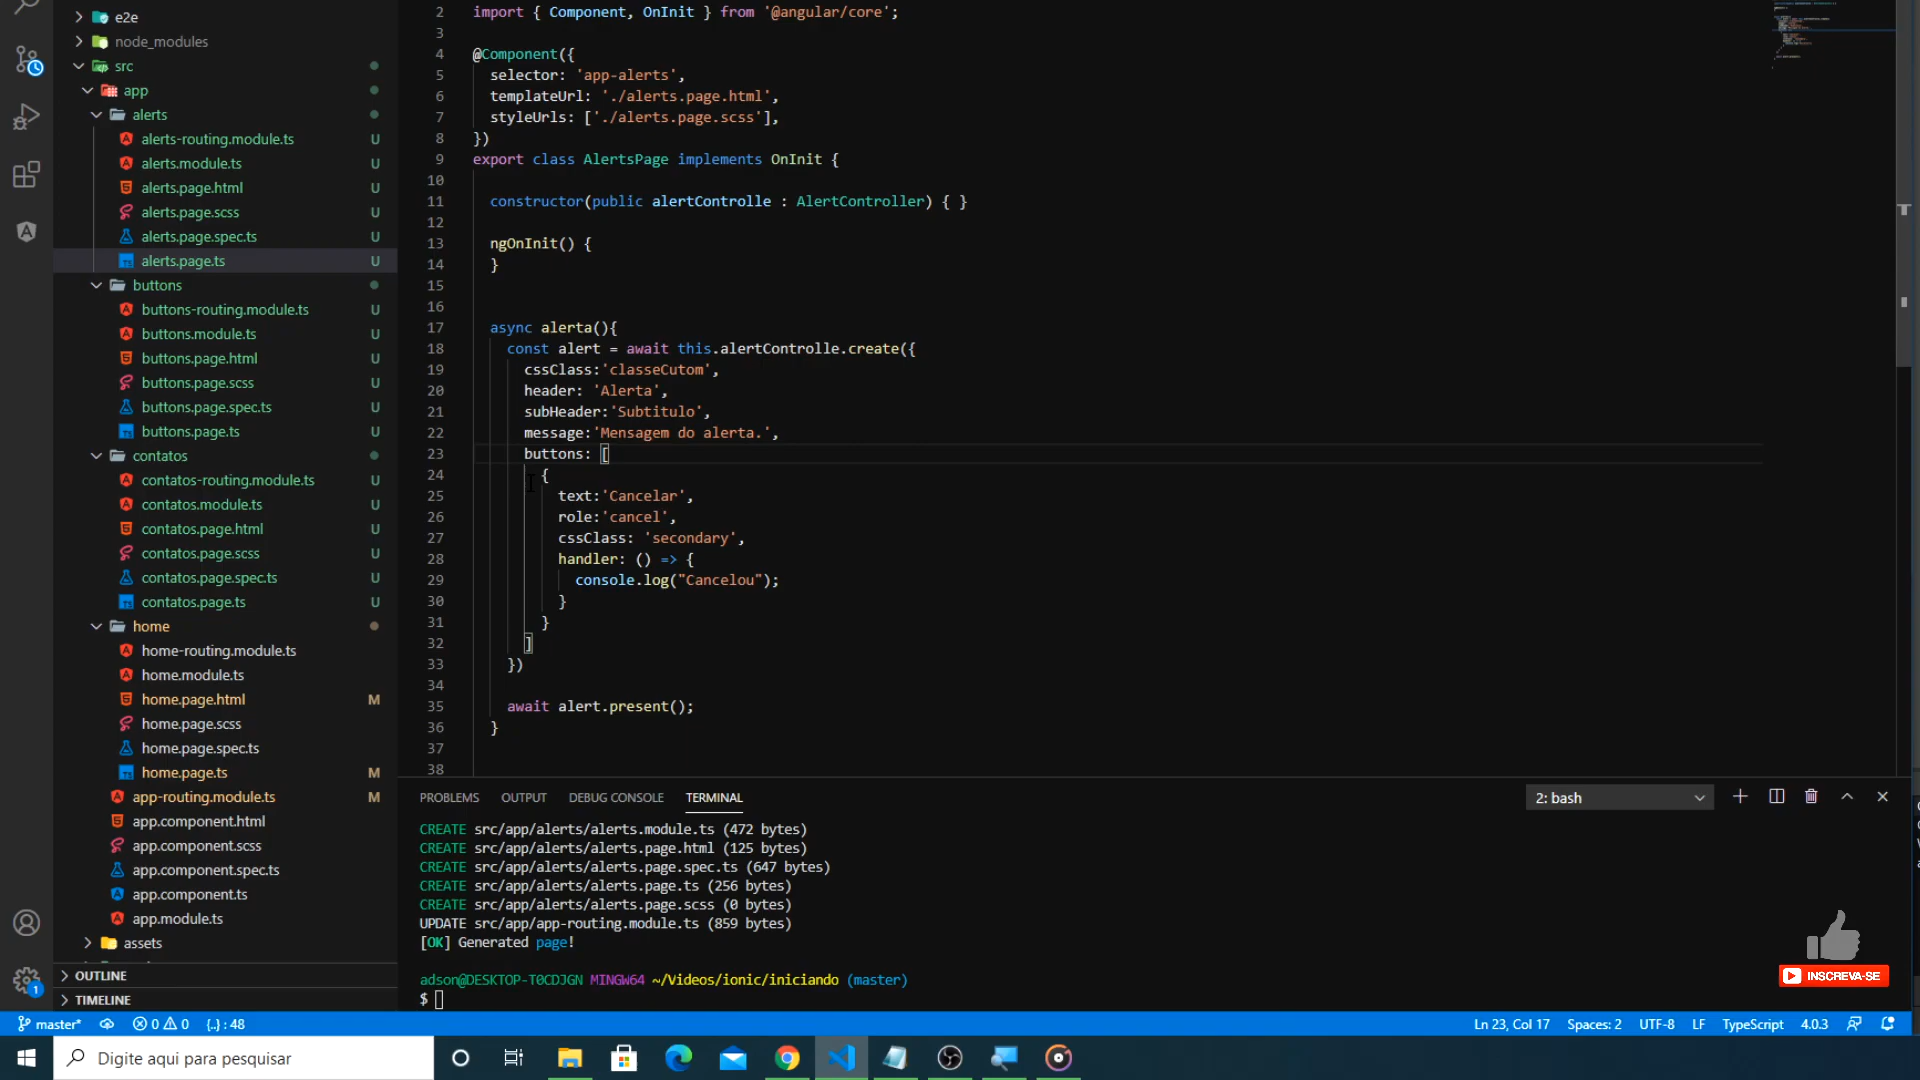 e2e
node_modules
src
app
alerts
alerts-routing.module.ts U
alerts.module.ts U
alerts.page.html U
alerts.page.scss U
alerts.page.spec.ts U
alerts.page.ts U
buttons
buttons-routing.module.ts U
buttons.module.ts U
buttons.page.html U
buttons.page.scss U
buttons.page.spec.ts U
buttons.page.ts U
contatos
contatos-routing.module.ts U
contatos.module.ts U
contatos.page.html U
contatos.page.scss U
contatos.page.spec.ts U
contatos.page.ts U
home
home-routing.module.ts
home.module.ts
home.page.html M
home.page.scss
home.page.spec.ts
home.page.ts M
app-routing.module.ts M
app.component.html
app.component.scss
app.component.spec.ts
app.component.ts
app.module.ts
assets
OUTLINE
TIMELINE
1
2 import { Component, OnInit } from '@angular/core';
3
4 @Component({
5 selector: 'app-alerts',
6 templateUrl: './alerts.page.html',
7 styleUrls: ['./alerts.page.scss'],
8 })
9 export class AlertsPage implements OnInit {
10
11 constructor(public alertControlle : AlertController) { }
12
13 ngOnInit() {
14 }
15
16
17 async alerta(){
18 const alert = await this.alertControlle.create({
19 cssClass:'classeCutom',
20 header: 'Alerta',
21 subHeader:'Subtitulo',
22 message:'Mensagem do alerta.',
23 buttons: [
24 {
25 text:'Cancelar',
26 role:'cancel',
27 cssClass: 'secondary',
28 handler: () => {
29 console.log("Cancelou");
30 }
31 }
32 ]
33 })
34
35 await alert.present();
36 }
37
38
PROBLEMS OUTPUT DEBUG CONSOLE TERMINAL 2: bash
CREATE src/app/alerts/alerts.module.ts (472 bytes)
CREATE src/app/alerts/alerts.page.html (125 bytes)
CREATE src/app/alerts/alerts.page.spec.ts (647 bytes)
CREATE src/app/alerts/alerts.page.ts (256 bytes)
CREATE src/app/alerts/alerts.page.scss (0 bytes)
UPDATE src/app/app-routing.module.ts (859 bytes)
[OK] Generated page!
adson@DESKTOP-T0CDJGN MINGW64 ~/Videos/ionic/iniciando (master)
$
INSCREVA-SE
master* 0 0 {..} : 48 Ln 23, Col 17 Spaces: 2 UTF-8 LF TypeScript 4.0.3
Digite aqui para pesquisar